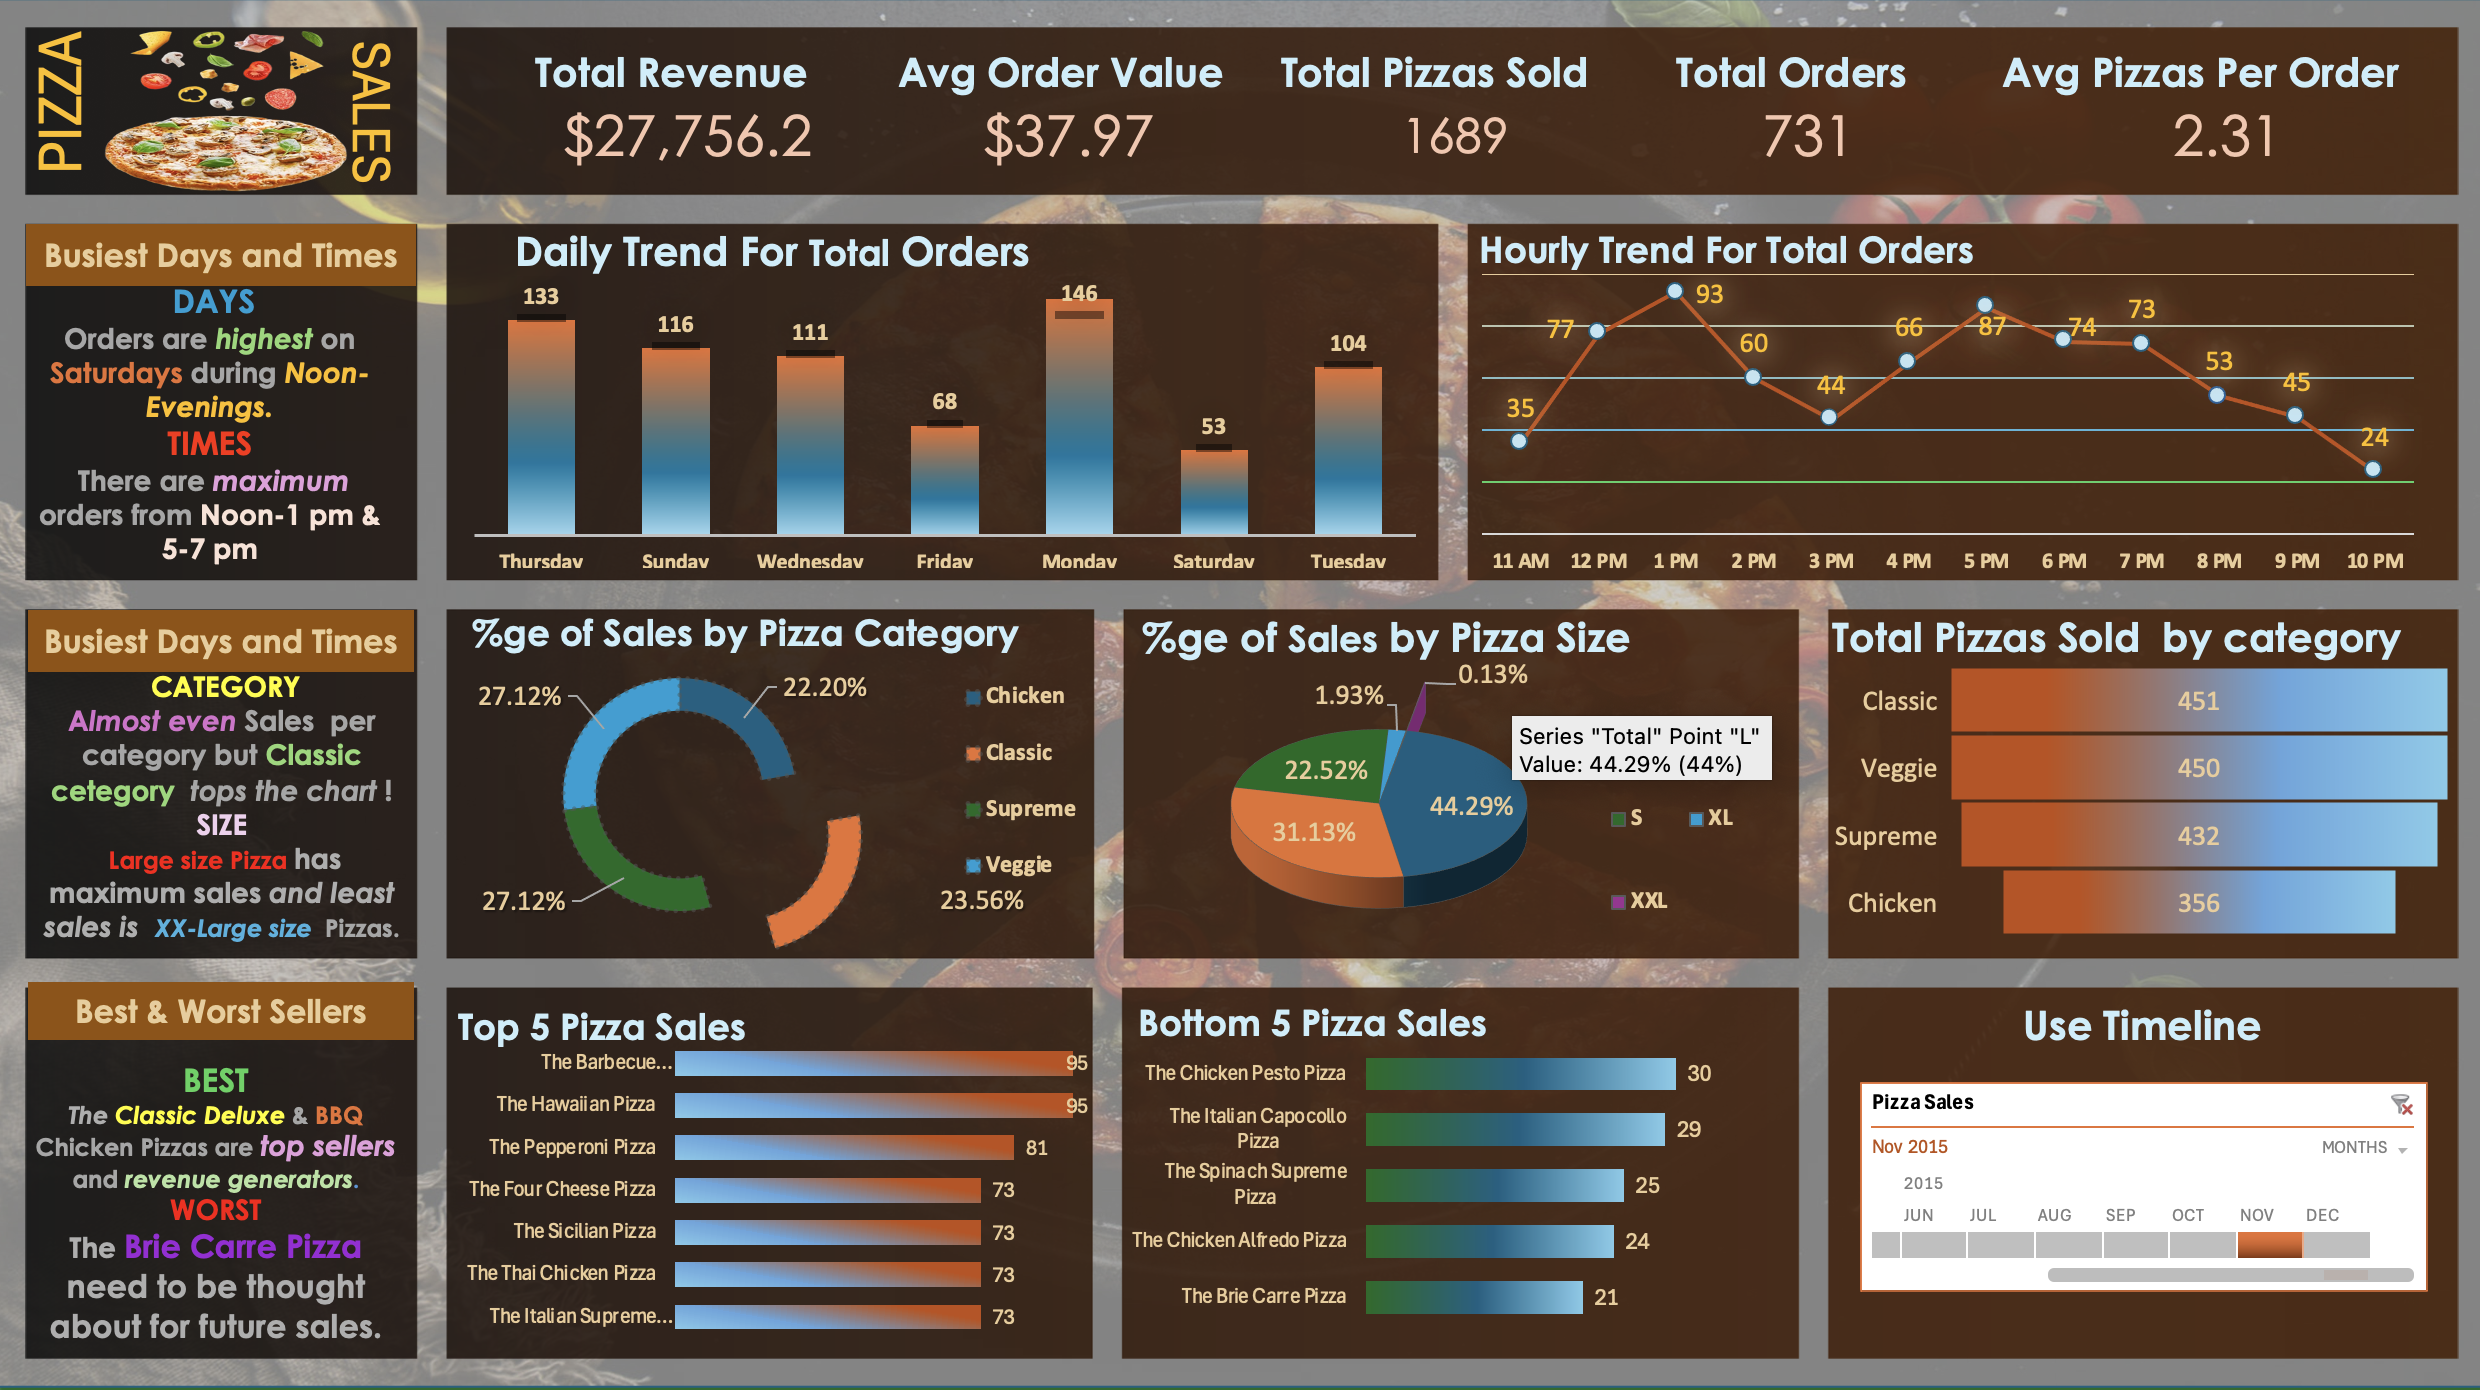 PIZZA
SALES
Total Revenue
$27,756.2
Avg Order Value
$37.97
Total Pizzas Sold
1689
Total Orders
731
Avg Pizzas Per Order
2.31
Busiest Days and Times
DAYS
Orders are highest on
Saturdays during Noon-
Evenings.
TIMES
There are maximum
orders from Noon-1 pm &
5-7 pm
Daily Trend For Total Orders
133
116
111
68
146
53
104
Thursday
Sunday
Wednesday
Friday
Monday
Saturday
Tuesday
Hourly Trend For Total Orders
35
77
93
60
44
66
87
74
73
53
45
24
11 AM
12 PM
1 PM
2 PM
3 PM
4 PM
5 PM
6 PM
7 PM
8 PM
9 PM
10 PM
Busiest Days and Times
CATEGORY
Almost even Sales per
category but Classic
cetegory tops the chart !
SIZE
Large size Pizza has
maximum sales and least
sales is XX-Large size Pizzas.
%ge of Sales by Pizza Category
27.12%
22.20%
27.12%
23.56%
Chicken
Classic
Supreme
Veggie
%ge of Sales by Pizza Size
0.13%
1.93%
22.52%
31.13%
44.29%
Series "Total" Point "L"
Value: 44.29% (44%)
S
XL
XXL
Total Pizzas Sold by category
Classic 451
Veggie 450
Supreme 432
Chicken 356
Best & Worst Sellers
BEST
The Classic Deluxe & BBQ
Chicken Pizzas are top sellers
and revenue generators.
WORST
The Brie Carre Pizza
need to be thought
about for future sales.
Top 5 Pizza Sales
The Barbecue... 95
The Hawaiian Pizza 95
The Pepperoni Pizza 81
The Four Cheese Pizza 73
The Sicilian Pizza 73
The Thai Chicken Pizza 73
The Italian Supreme... 73
Bottom 5 Pizza Sales
The Chicken Pesto Pizza 30
The Italian Capocollo
Pizza
29
The Spinach Supreme
Pizza
25
The Chicken Alfredo Pizza 24
The Brie Carre Pizza 21
Use Timeline
Pizza Sales
Nov 2015
MONTHS
2015
JUN JUL AUG SEP OCT NOV DEC